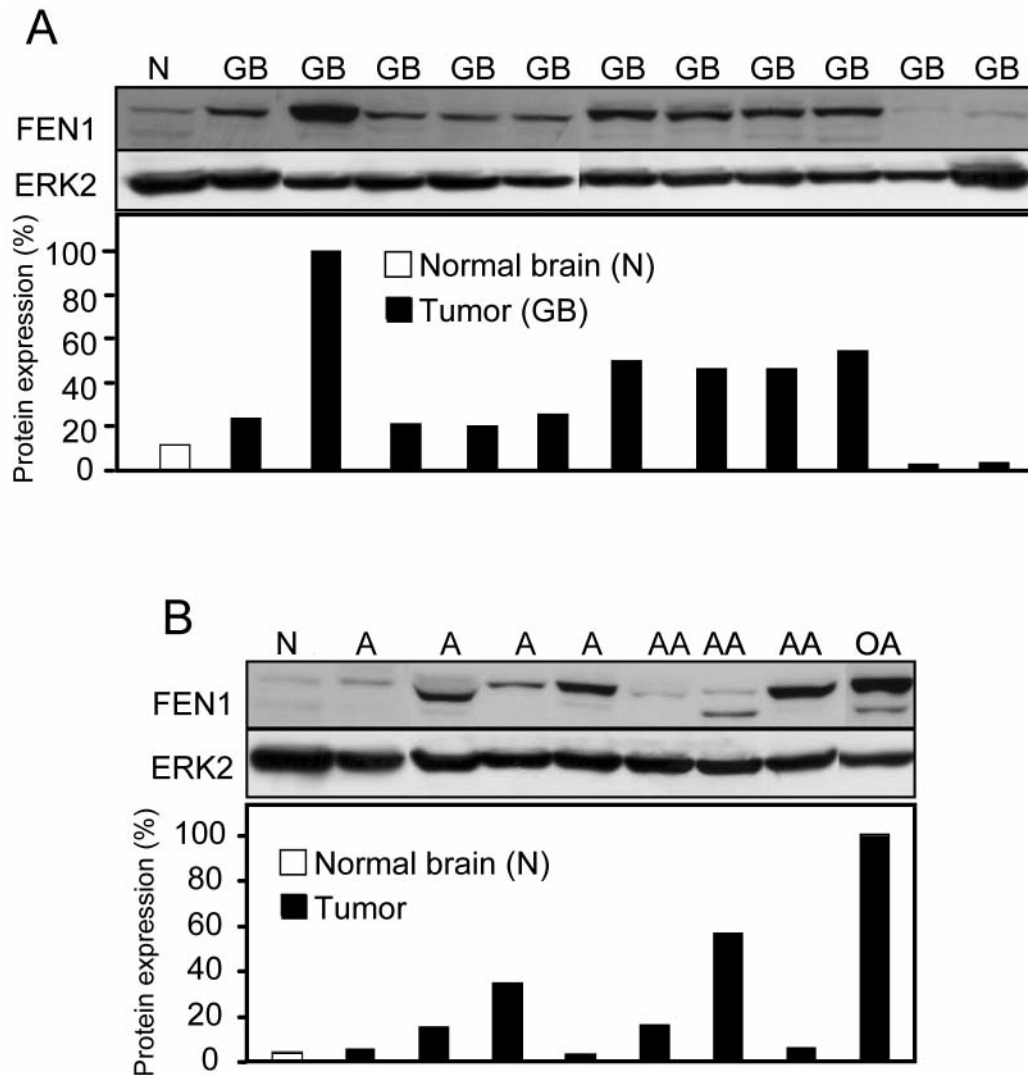 A
N GB GB GB GB GB GB GB GB GB GB GB
FEN1
ERK2
Protein expression (%)
100
80
60
40
20
0
Normal brain (N)
Tumor (GB)
B
N A A A A AA AA AA OA
FEN1
ERK2
Protein expression (%)
100
80
60
40
20
0
Normal brain (N)
Tumor